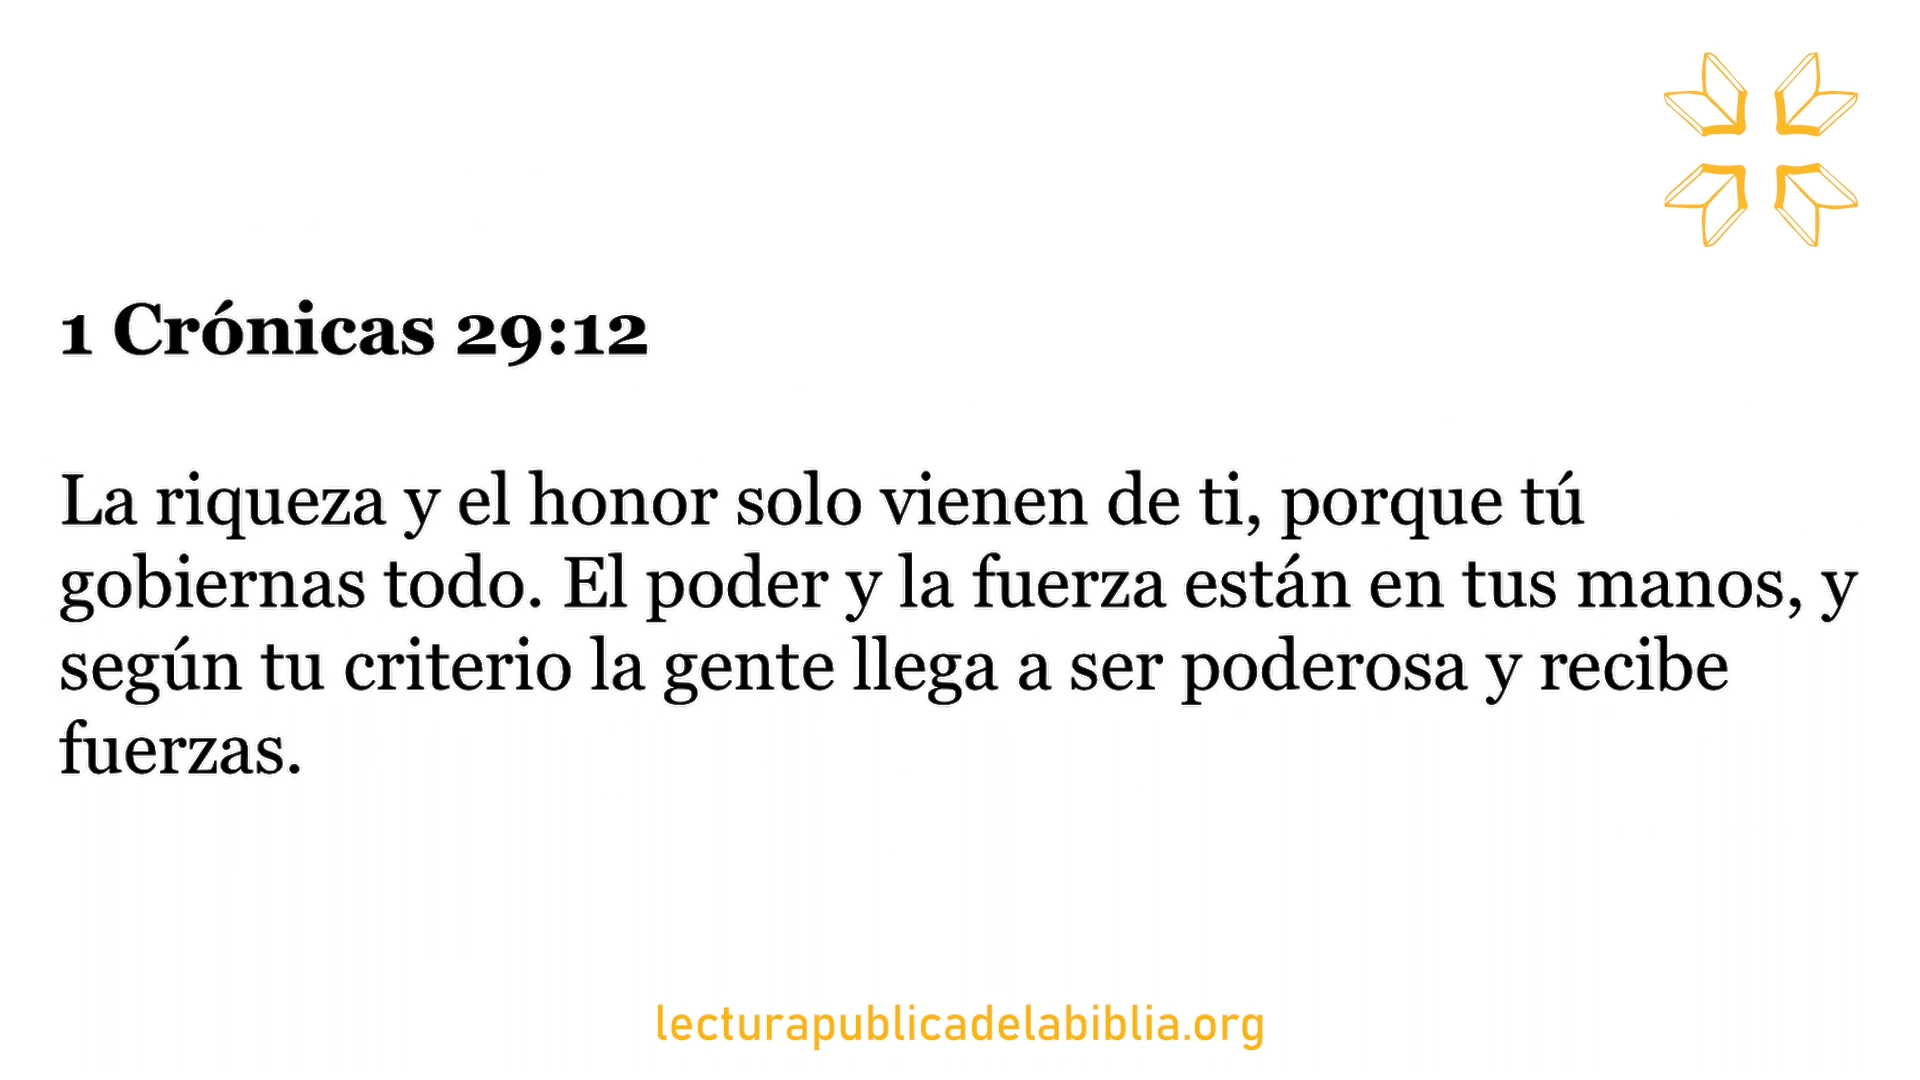 1 Crónicas 29:12
La riqueza y el honor solo vienen de ti, porque tú
gobiernas todo. El poder y la fuerza están en tus manos, y
según tu criterio la gente llega a ser poderosa y recibe
fuerzas.
lecturapublicadelabiblia.org